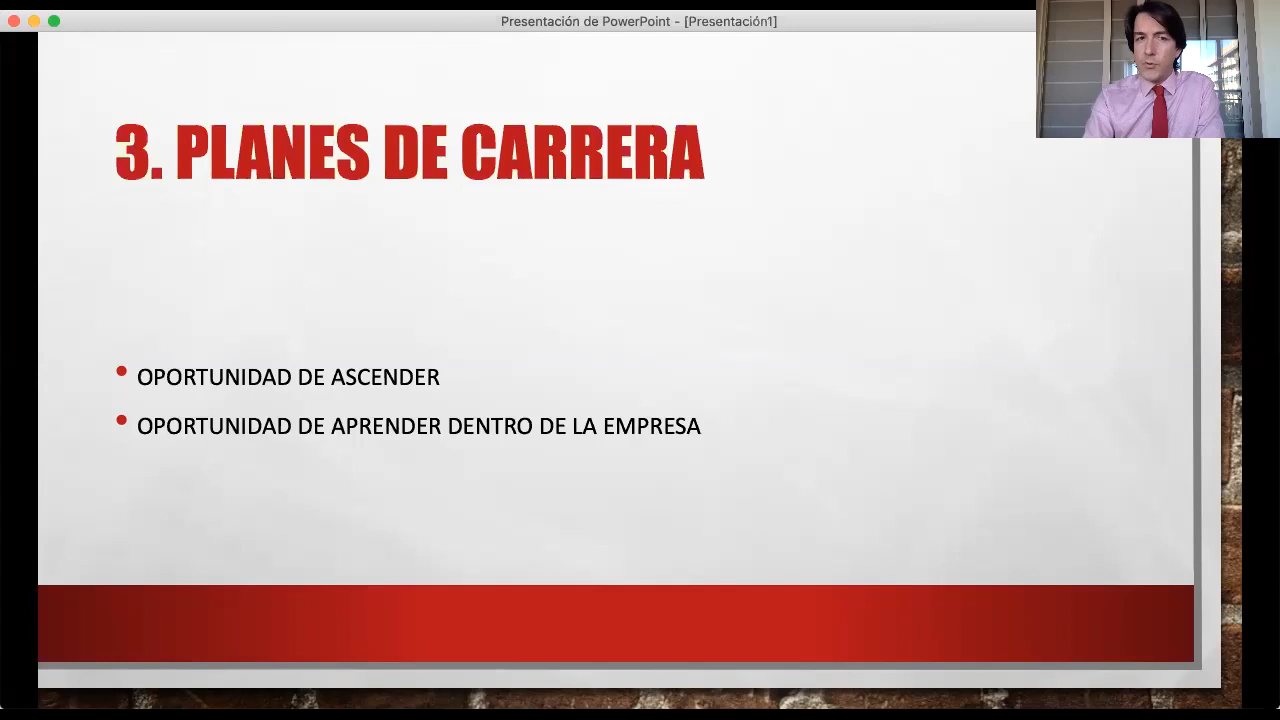 Presentación de PowerPoint - [Presentación1]
3. PLANES DE CARRERA
• OPORTUNIDAD DE ASCENDER
• OPORTUNIDAD DE APRENDER DENTRO DE LA EMPRESA